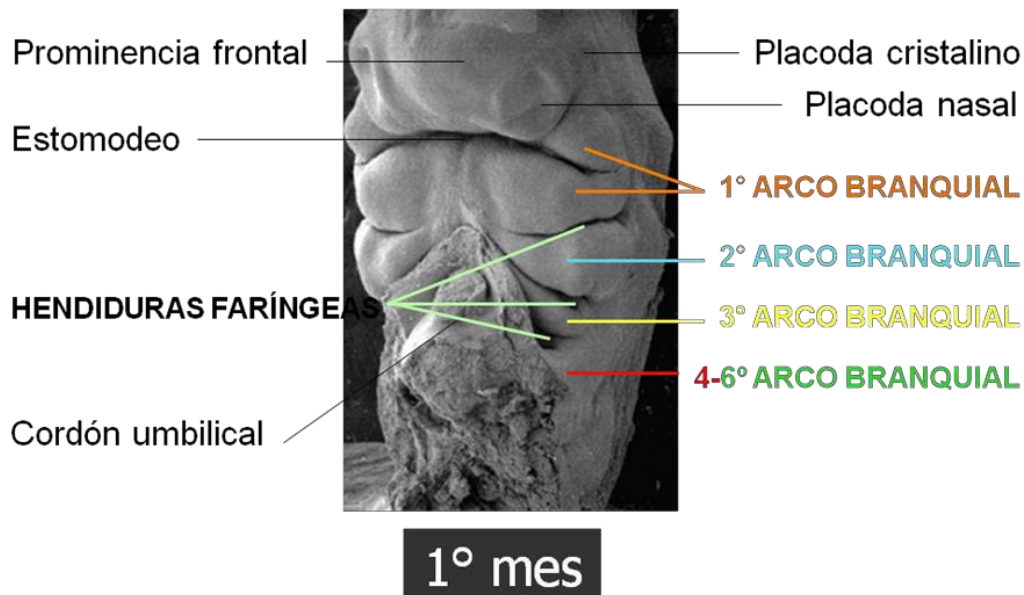 Prominencia frontal
Placoda cristalino
Placoda nasal
Estomodeo
1° ARCO BRANQUIAL
2° ARCO BRANQUIAL
HENDIDURAS FARÍNGEAS
3° ARCO BRANQUIAL
4-6º ARCO BRANQUIAL
Cordón umbilical
1° mes